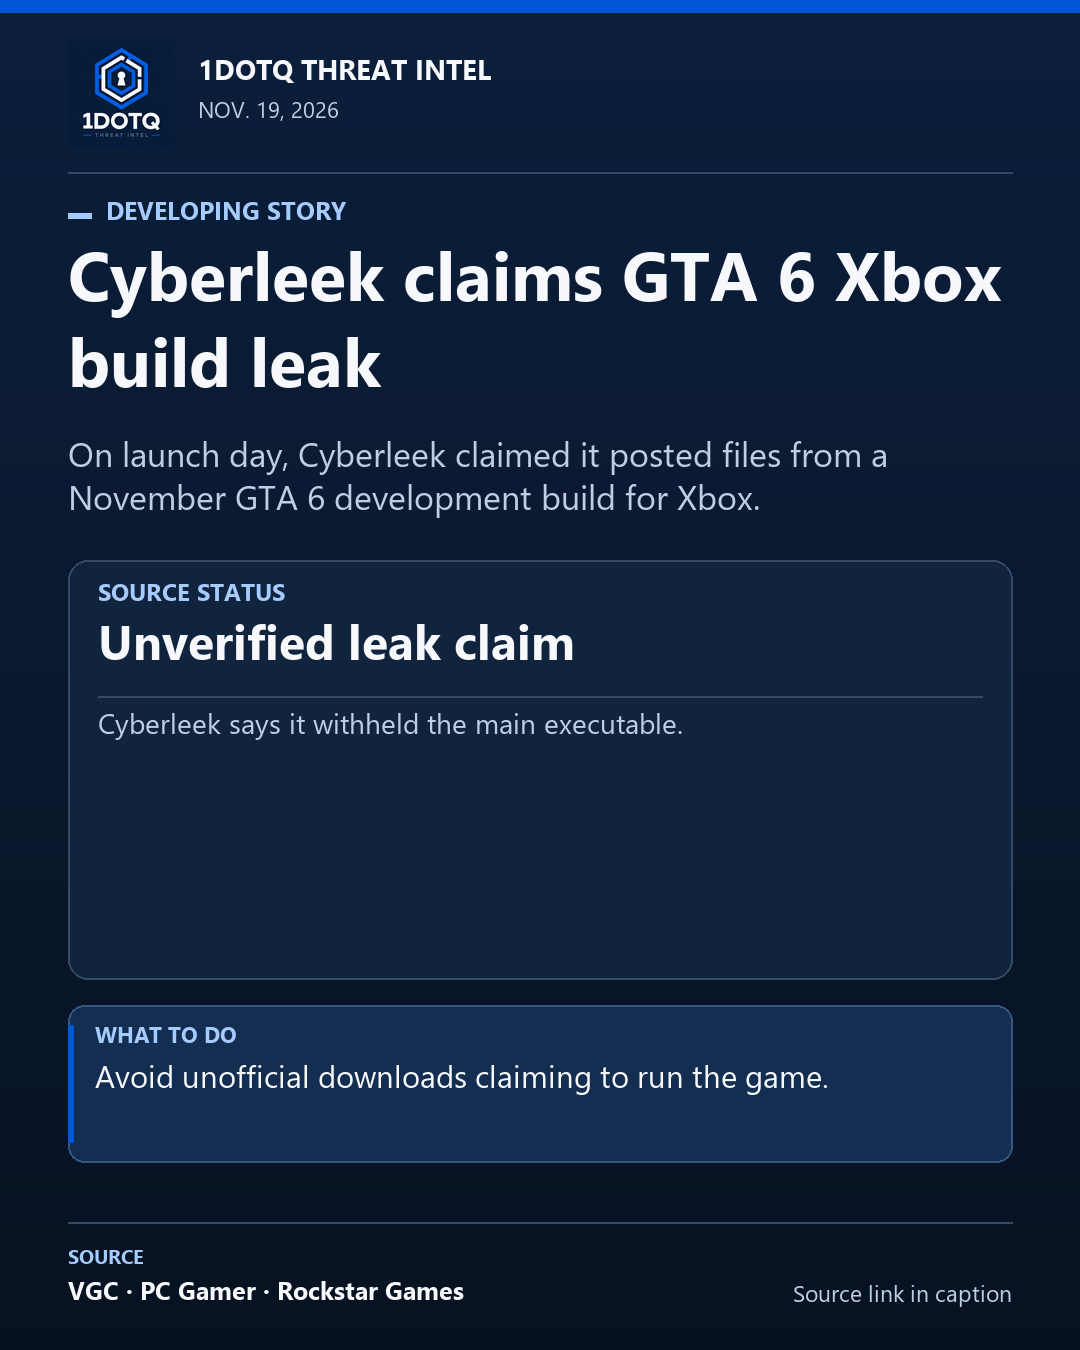 1DOTQ
THREAT INTEL
1DOTQ THREAT INTEL
NOV. 19, 2026
DEVELOPING STORY
Cyberleek claims GTA 6 Xbox
build leak
On launch day, Cyberleek claimed it posted files from a
November GTA 6 development build for Xbox.
SOURCE STATUS
Unverified leak claim
Cyberleek says it withheld the main executable.
WHAT TO DO
Avoid unofficial downloads claiming to run the game.
SOURCE
VGC · PC Gamer · Rockstar Games
Source link in caption